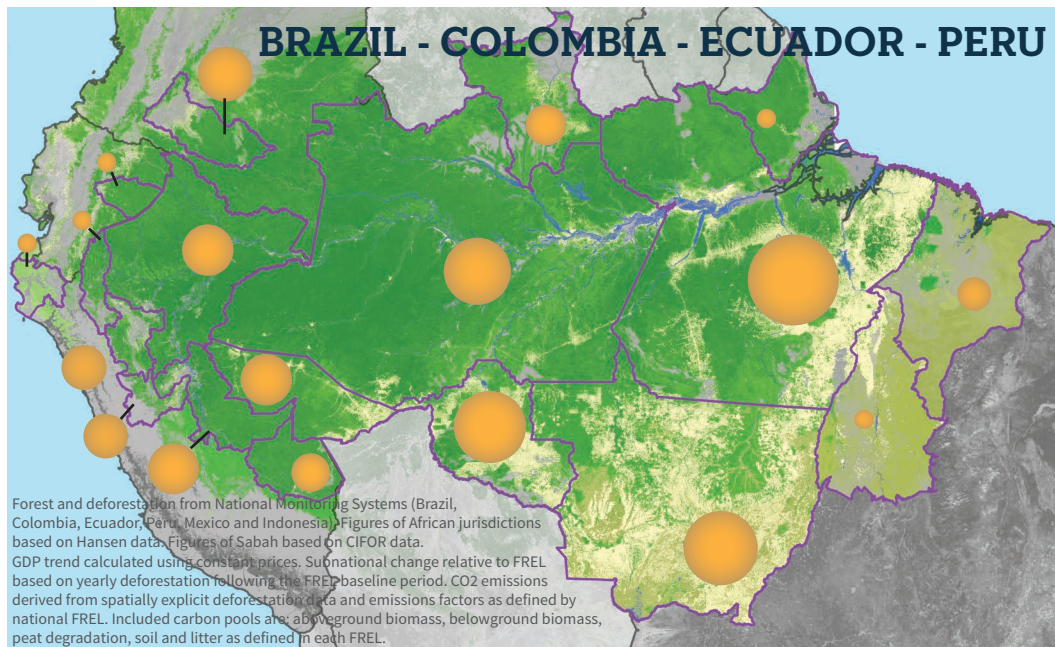 BRAZIL - COLOMBIA - ECUADOR - PERU
Forest and deforestation from National Monitoring Systems (Brazil,
Colombia, Ecuador, Peru, Mexico and Indonesia). Figures of African jurisdictions
based on Hansen data. Figures of Sabah based on CIFOR data.
GDP trend calculated using constant prices. Subnational change relative to FREL
based on yearly deforestation following the FREL baseline period. CO2 emissions
derived from spatially explicit deforestation data and emissions factors as defined by
national FREL. Included carbon pools are: aboveground biomass, belowground biomass,
peat degradation, soil and litter as defined in each FREL.